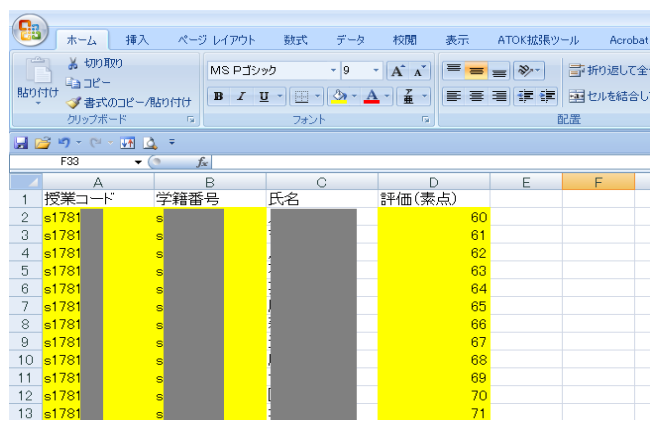 ホーム 挿入 ページ レイアウト 数式 データ 校閲 表示 ATOK拡張ツール Acrobat
切り取り
コピー
書式のコピー/貼り付け
貼り付け
クリップボード
MS Pゴシック 9 A A
B I U A 亜
フォント
折り返して全
セルを結合し
配置
F33 fx
A B C D E F
1 授業コード 学籍番号 氏名 評価(素点)
2 s1781 s 60
3 s1781 s 61
4 s1781 s 62
5 s1781 s 63
6 s1781 s 64
7 s1781 s 65
8 s1781 s 66
9 s1781 s 67
10 s1781 s 68
11 s1781 s 69
12 s1781 s 70
13 s1781 s 71